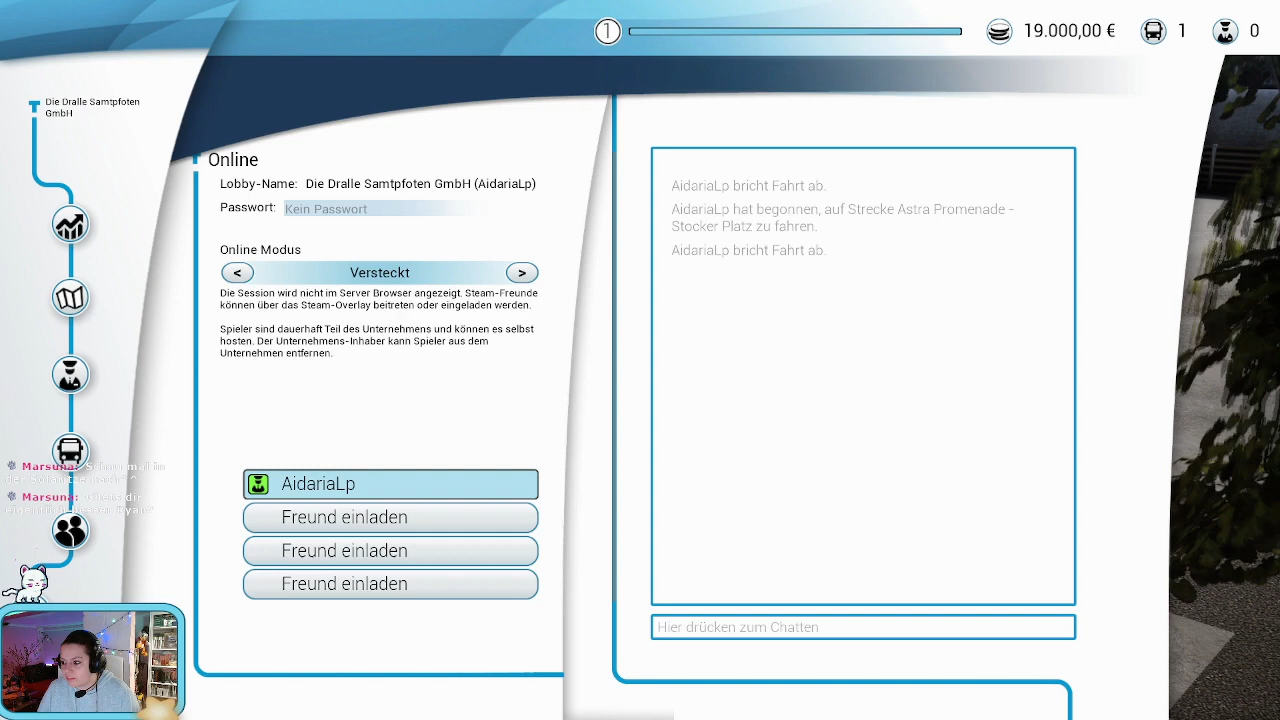 1
19.000,00 €
1
0
Die Dralle Samtpfoten
GmbH
Online
Lobby-Name: Die Dralle Samtpfoten GmbH (AidariaLp)
Passwort: Kein Passwort
Online Modus
< Versteckt >
Die Session wird nicht im Server Browser angezeigt. Steam-Freunde
können über das Steam-Overlay beitreten oder eingeladen werden.
Spieler sind dauerhaft Teil des Unternehmens und können es selbst
hosten. Der Unternehmens-Inhaber kann Spieler aus dem
Unternehmen entfernen.
AidariaLp
Freund einladen
Freund einladen
Freund einladen
AidariaLp bricht Fahrt ab.
AidariaLp hat begonnen, auf Strecke Astra Promenade -
Stocker Platz zu fahren.
AidariaLp bricht Fahrt ab.
Hier drücken zum Chatten
Marsuna: mal in
Marsuna: